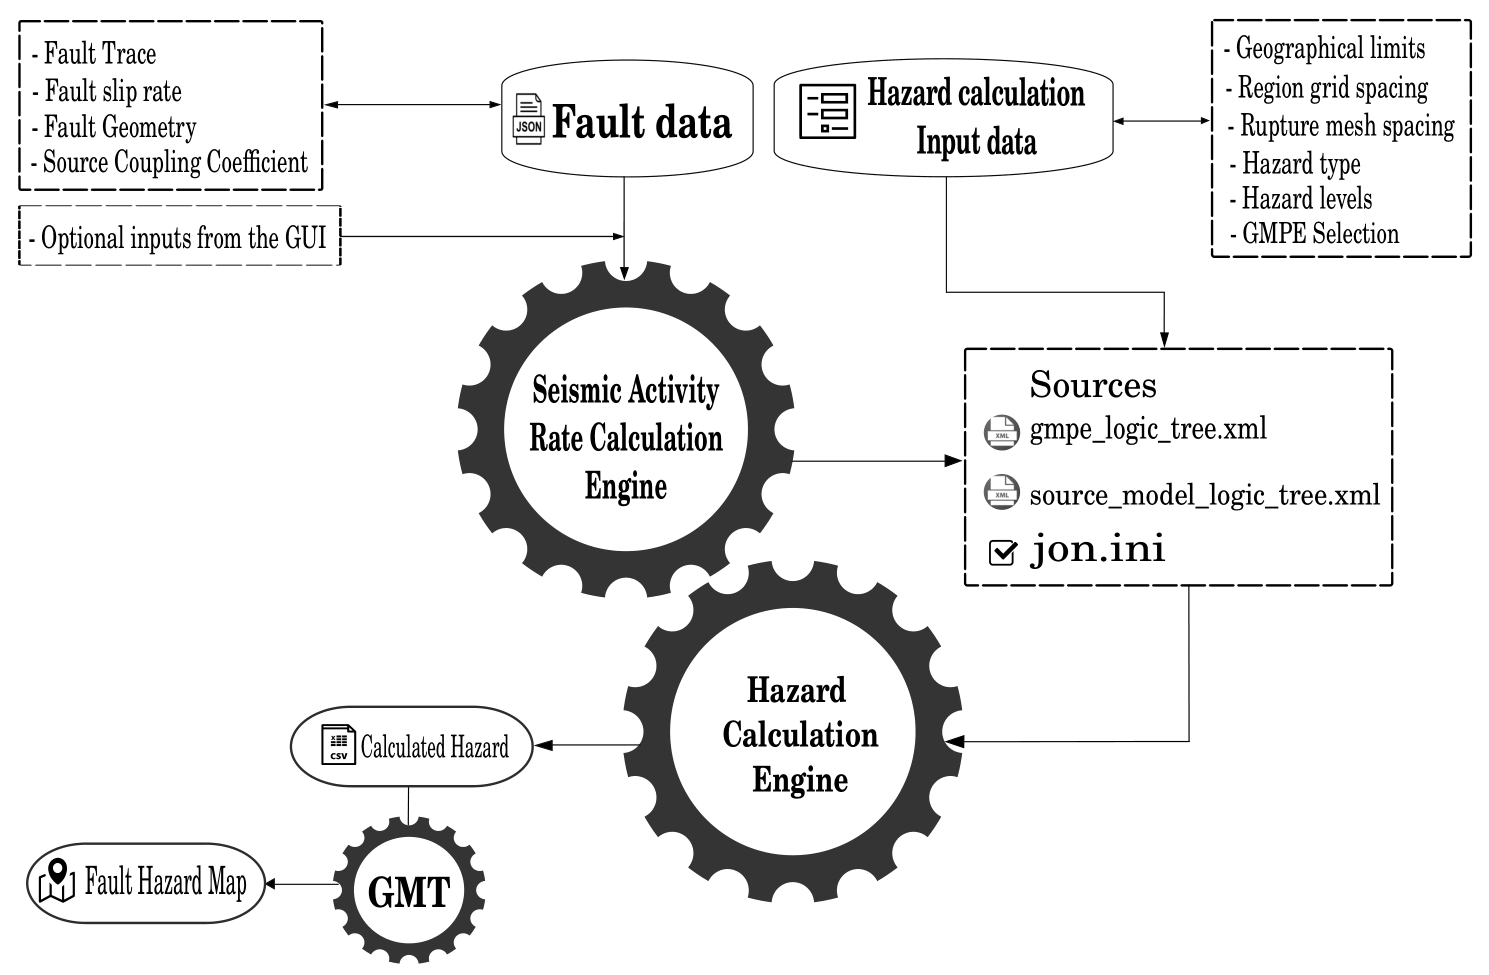 - Fault Trace
- Fault slip rate
- Fault Geometry
- Source Coupling Coefficient
- Optional inputs from the GUI
JSON
Fault data
Hazard calculation
Input data
- Geographical limits
- Region grid spacing
- Rupture mesh spacing
- Hazard type
- Hazard levels
- GMPE Selection
Seismic Activity
Rate Calculation
Engine
Sources
XML
gmpe_logic_tree.xml
XML
source_model_logic_tree.xml
jon.ini
Hazard
Calculation
Engine
CSV
Calculated Hazard
GMT
Fault Hazard Map